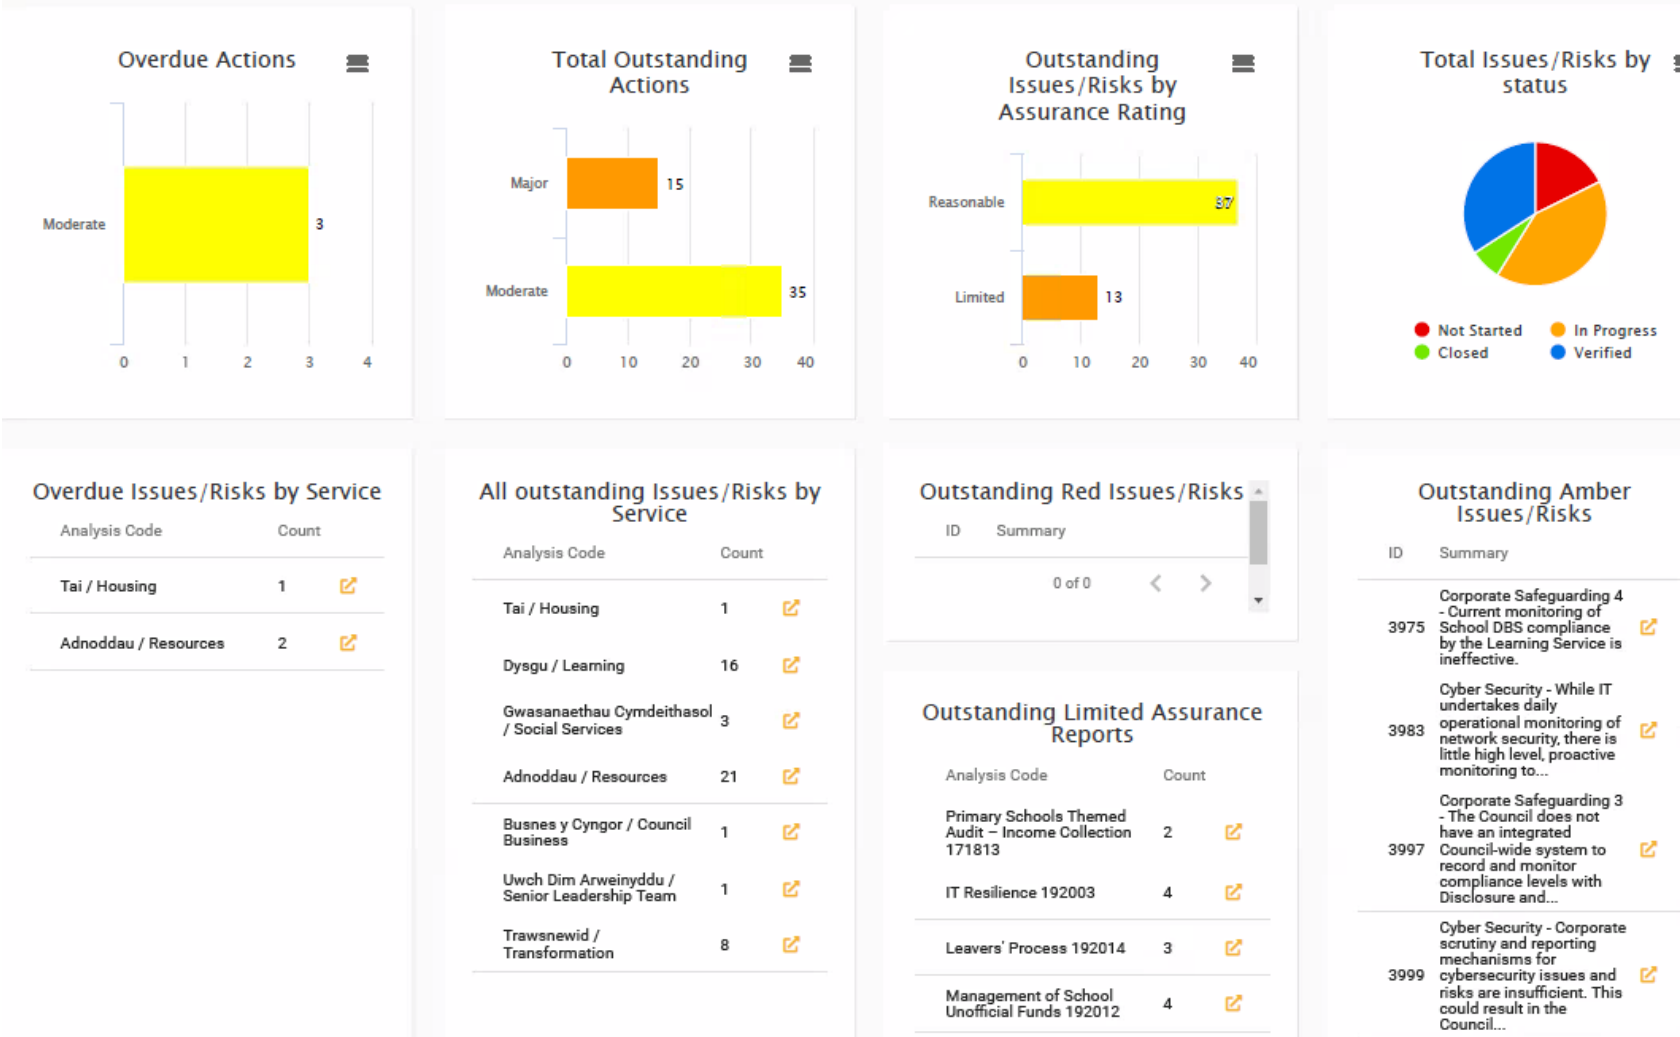 Overdue Actions
Moderate
3
0 1 2 3 4
Total Outstanding
Actions
Major
15
Moderate
35
0 10 20 30 40
Outstanding
Issues/Risks by
Assurance Rating
Reasonable
37
Limited
13
0 10 20 30 40
Total Issues/Risks by
status
Not Started In Progress
Closed Verified
Overdue Issues/Risks by Service
Analysis Code Count
Tai / Housing 1
Adnoddau / Resources 2
All outstanding Issues/Risks by
Service
Analysis Code Count
Tai / Housing 1
Dysgu / Learning 16
Gwasanaethau Cymdeithasol
/ Social Services
3
Adnoddau / Resources 21
Busnes y Cyngor / Council
Business
1
Uwch Dim Arweinyddu /
Senior Leadership Team
1
Trawsnewid /
Transformation
8
Outstanding Red Issues/Risks
ID Summary
0 of 0
Outstanding Limited Assurance
Reports
Analysis Code Count
Primary Schools Themed
Audit – Income Collection
171813
2
IT Resilience 192003 4
Leavers' Process 192014 3
Management of School
Unofficial Funds 192012
4
Outstanding Amber
Issues/Risks
ID Summary
3975
Corporate Safeguarding 4
- Current monitoring of
School DBS compliance
by the Learning Service is
ineffective.
3983
Cyber Security - While IT
undertakes daily
operational monitoring of
network security, there is
little high level, proactive
monitoring to...
3997
Corporate Safeguarding 3
- The Council does not
have an integrated
Council-wide system to
record and monitor
compliance levels with
Disclosure and...
3999
Cyber Security - Corporate
scrutiny and reporting
mechanisms for
cybersecurity issues and
risks are insufficient. This
could result in the
Council...